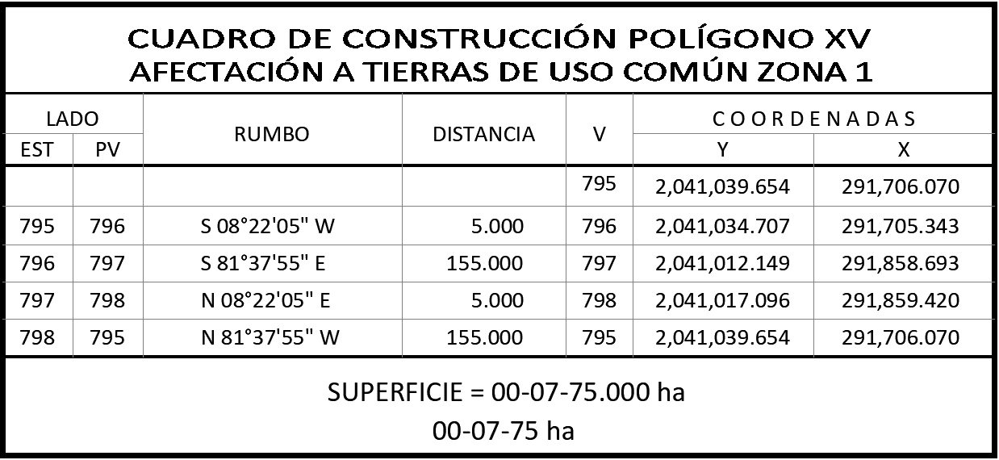 CUADRO DE CONSTRUCCIÓN POLÍGONO XV
AFECTACIÓN A TIERRAS DE USO COMÚN ZONA 1
LADO RUMBO DISTANCIA V C O O R D E N A D A S
EST PV Y X
795 2,041,039.654 291,706.070
795 796 S 08°22'05" W 5.000 796 2,041,034.707 291,705.343
796 797 S 81°37'55" E 155.000 797 2,041,012.149 291,858.693
797 798 N 08°22'05" E 5.000 798 2,041,017.096 291,859.420
798 795 N 81°37'55" W 155.000 795 2,041,039.654 291,706.070
SUPERFICIE = 00-07-75.000 ha
00-07-75 ha